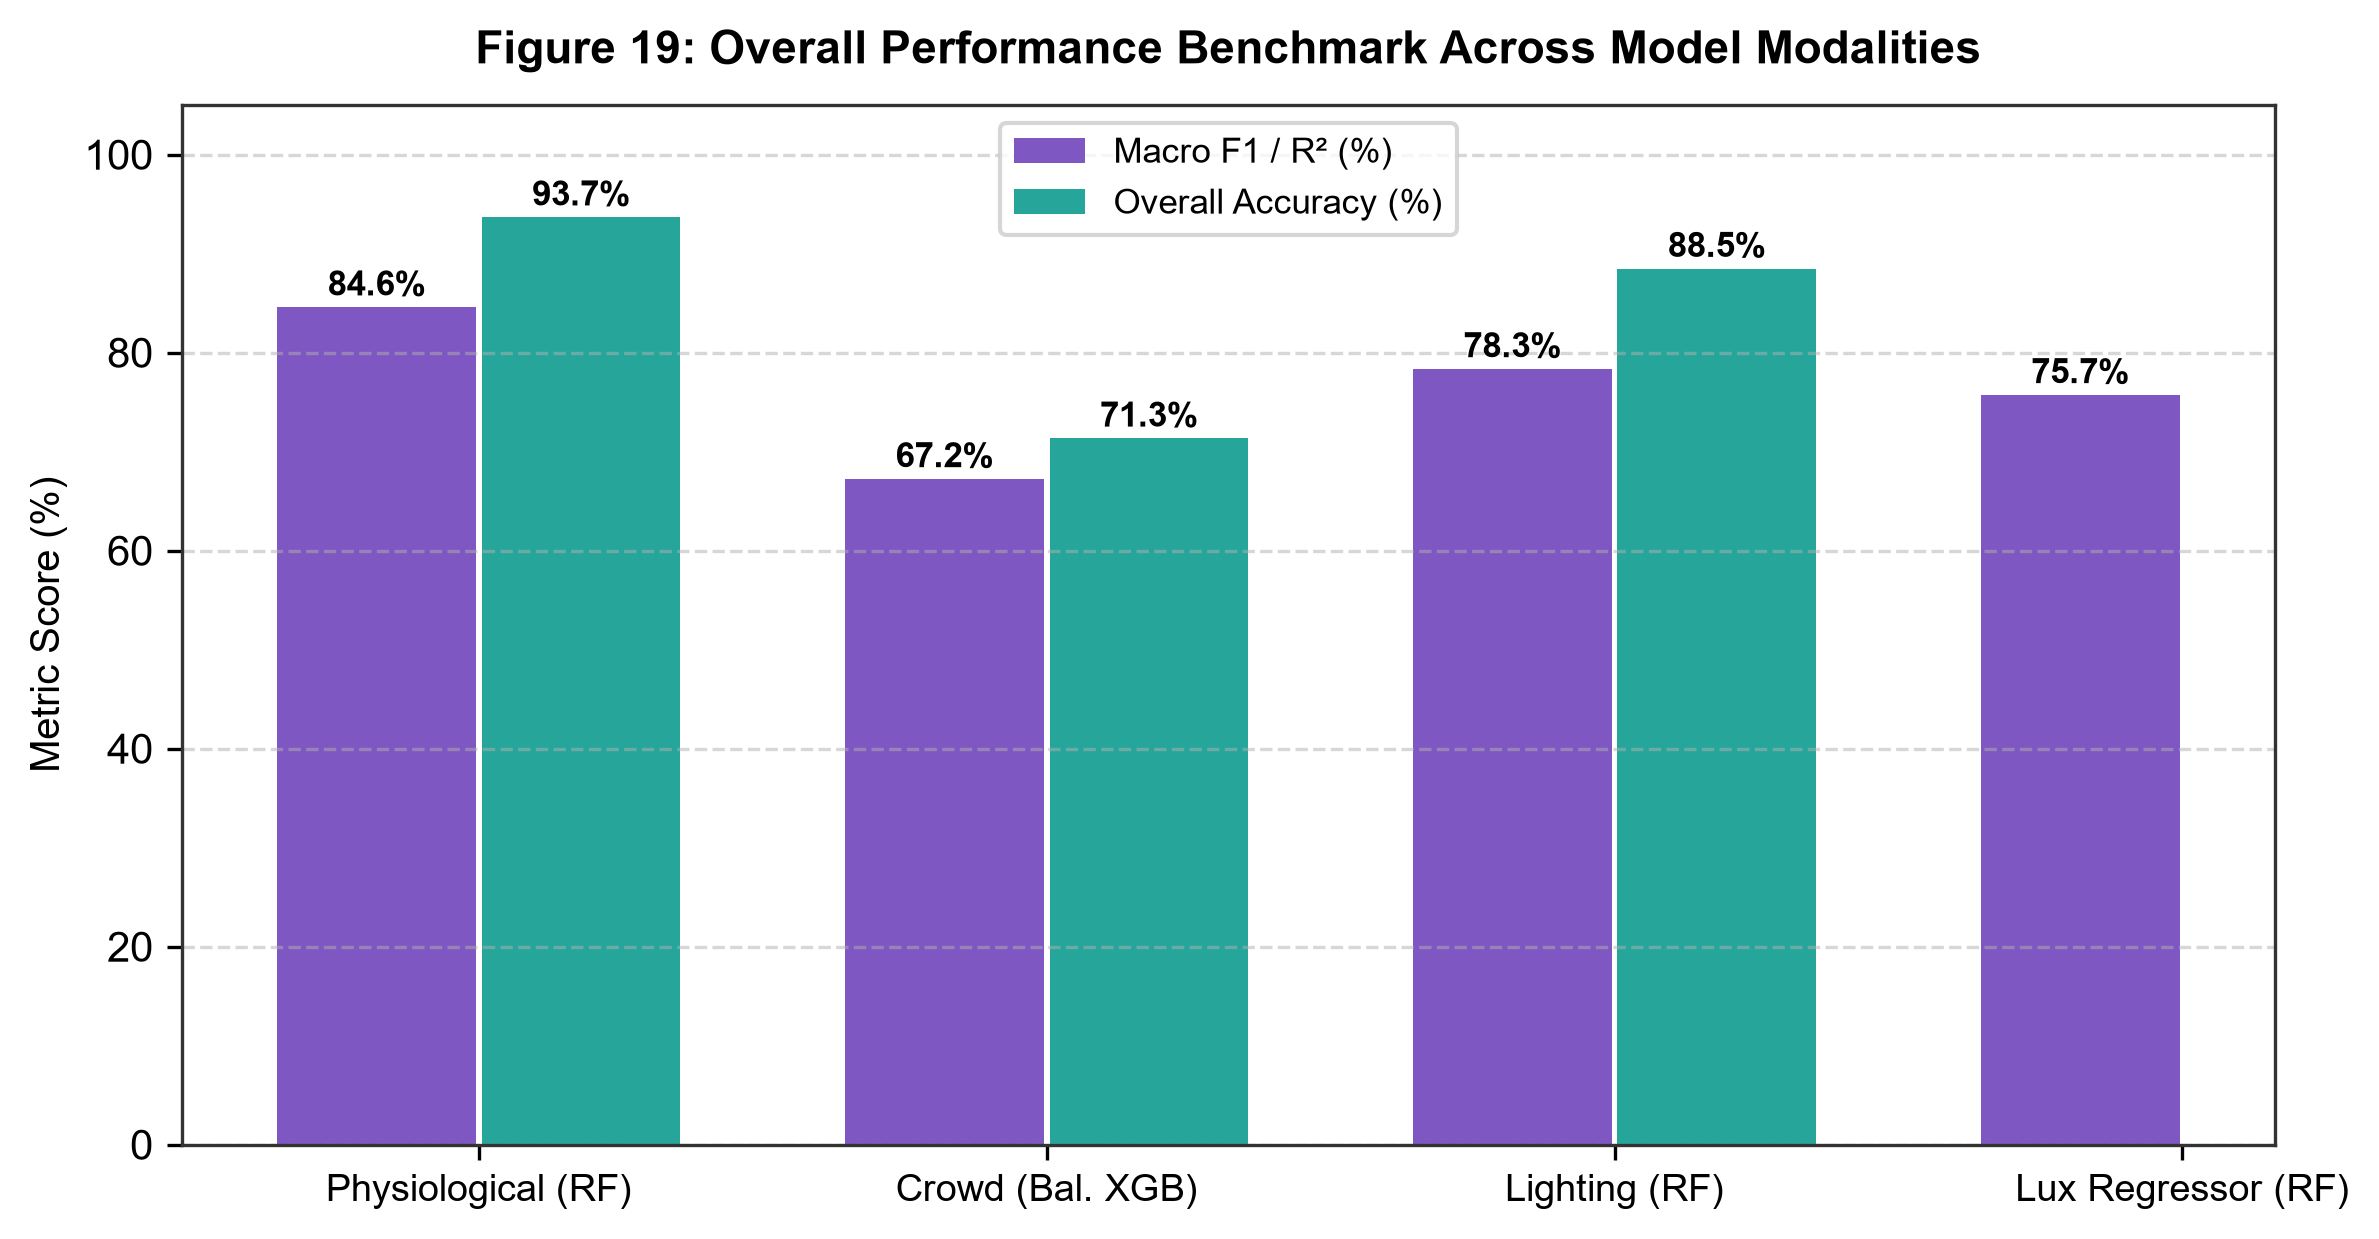 Figure 19: Overall Performance Benchmark Across Model Modalities
Macro F1 / R² (%)
Overall Accuracy (%)
Metric Score (%)
100
80
60
40
20
0
84.6%
93.7%
67.2%
71.3%
78.3%
88.5%
75.7%
Physiological (RF)
Crowd (Bal. XGB)
Lighting (RF)
Lux Regressor (RF)